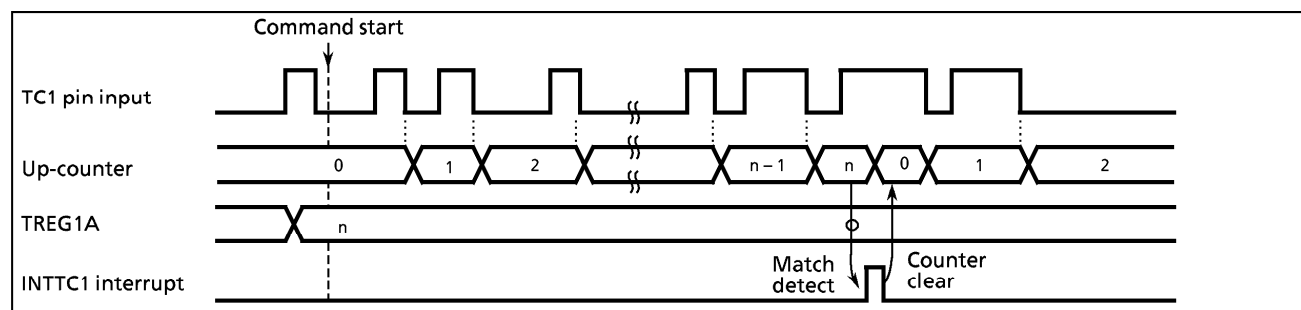 Command start
TC1 pin input
Up-counter
0 1 2 n – 1 n 0 1 2
TREG1A
n
Match
detect
Counter
clear
INTTC1 interrupt